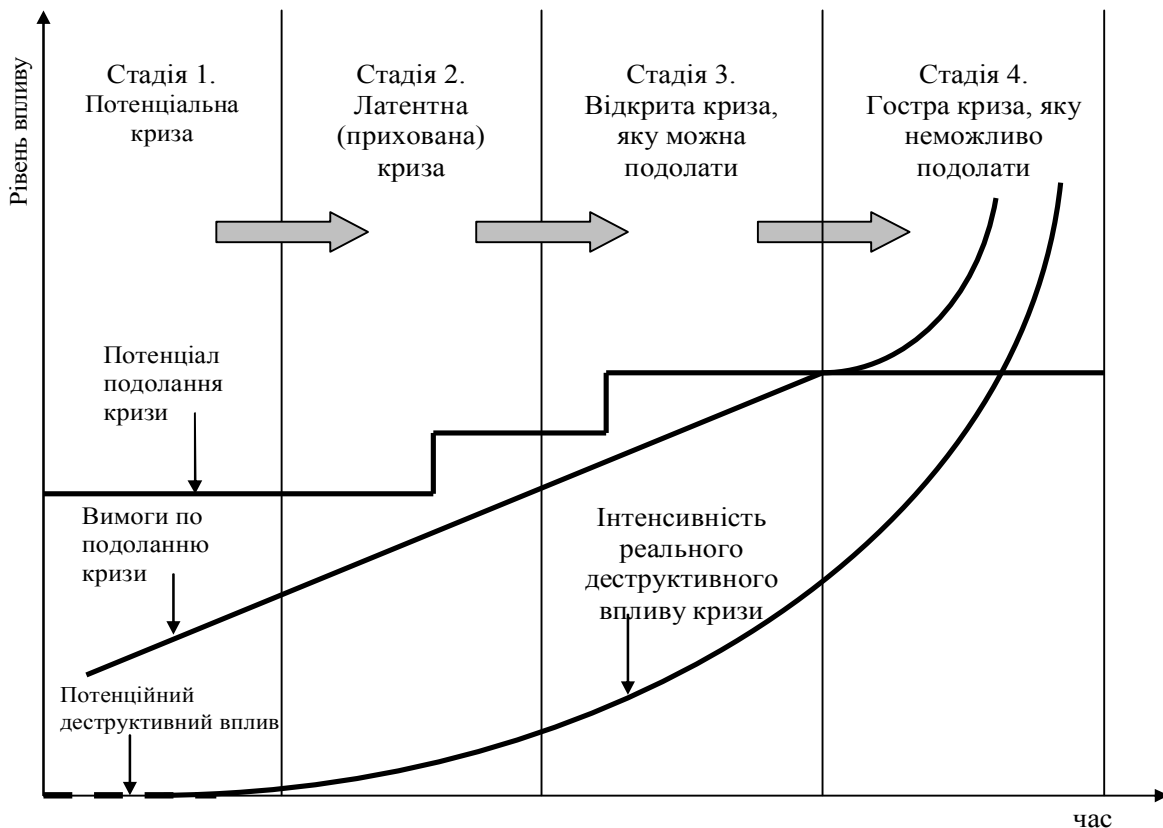 Рівень впливу
Стадія 1.
Потенціальна
криза
Стадія 2.
Латентна
(прихована)
криза
Стадія 3.
Відкрита криза,
яку можна
подолати
Стадія 4.
Гостра криза, яку
неможливо
подолати
Потенціал
подолання
кризи
Вимоги по
подоланню
кризи
Інтенсивність
реального
деструктивного
впливу кризи
Потенційний
деструктивний вплив
час